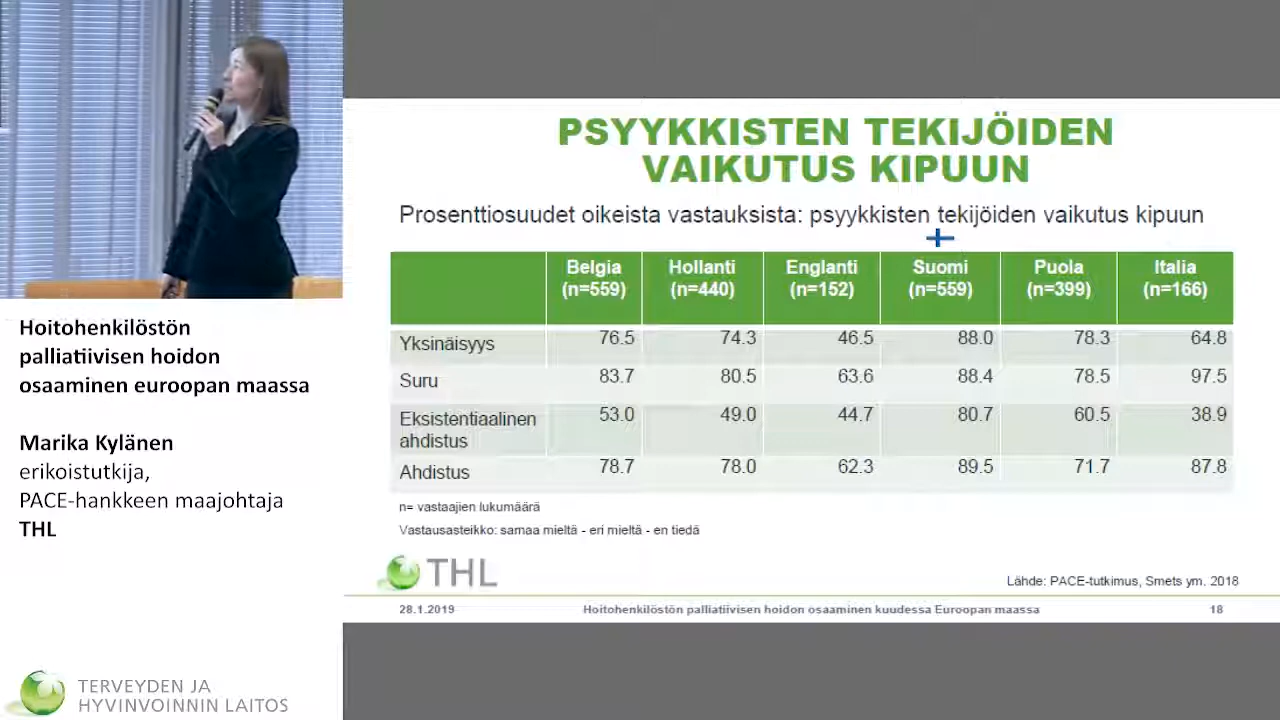 PSYYKKISTEN TEKIJÖIDEN
VAIKUTUS KIPUUN
Prosenttiosuudet oikeista vastauksista: psyykkisten tekijöiden vaikutus kipuun
Belgia (n=559) Hollanti (n=440) Englanti (n=152) Suomi (n=559) Puola (n=399) Italia (n=166)
Yksinäisyys 76.5 74.3 46.5 88.0 78.3 64.8
Suru 83.7 80.5 63.6 88.4 78.5 97.5
Eksistentiaalinen ahdistus 53.0 49.0 44.7 80.7 60.5 38.9
Ahdistus 78.7 78.0 62.3 89.5 71.7 87.8
n= vastaajien lukumäärä
Vastausasteikko: samaa mieltä - eri mieltä - en tiedä
THL
Lähde: PACE-tutkimus, Smets ym. 2018
28.1.2019 Hoitohenkilöstön palliatiivisen hoidon osaaminen kuudessa Euroopan maassa 18
Hoitohenkilöstön
palliatiivisen hoidon
osaaminen euroopan maassa
Marika Kylänen
erikoistutkija,
PACE-hankkeen maajohtaja
THL
TERVEYDEN JA
HYVINVOINNIN LAITOS